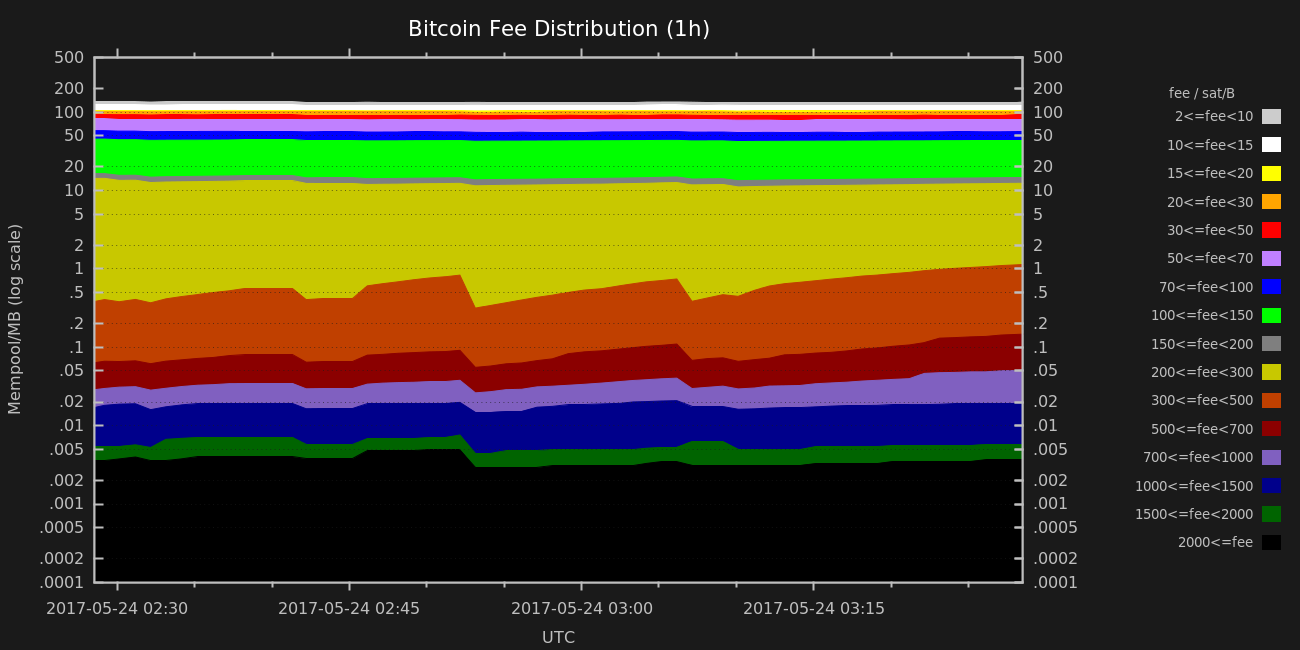 Bitcoin Fee Distribution (1h)
Mempool/MB (log scale)
500
200
100
50
20
10
5
2
1
.5
.2
.1
.05
.02
.01
.005
.002
.001
.0005
.0002
.0001
500
200
100
50
20
10
5
2
1
.5
.2
.1
.05
.02
.01
.005
.002
.001
.0005
.0002
.0001
2017-05-24 02:30
2017-05-24 02:45
2017-05-24 03:00
2017-05-24 03:15
UTC
fee / sat/B
2<=fee<10
10<=fee<15
15<=fee<20
20<=fee<30
30<=fee<50
50<=fee<70
70<=fee<100
100<=fee<150
150<=fee<200
200<=fee<300
300<=fee<500
500<=fee<700
700<=fee<1000
1000<=fee<1500
1500<=fee<2000
2000<=fee